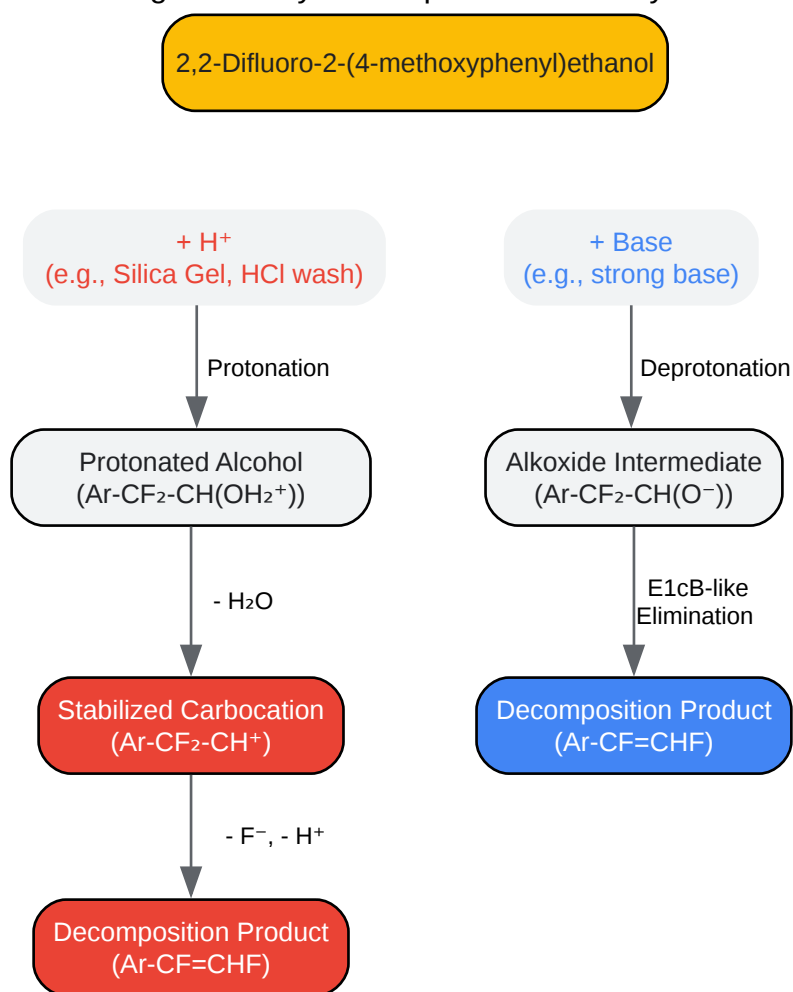 2,2-Difluoro-2-(4-methoxyphenyl)ethanol
+ H⁺
(e.g., Silica Gel, HCl wash)
+ Base
(e.g., strong base)
Protonation
Deprotonation
Protonated Alcohol
(Ar-CF₂-CH(OH₂⁺))
Alkoxide Intermediate
(Ar-CF₂-CH(O⁻))
- H₂O
E1cB-like
Elimination
Stabilized Carbocation
(Ar-CF₂-CH⁺)
Decomposition Product
(Ar-CF=CHF)
- F⁻, - H⁺
Decomposition Product
(Ar-CF=CHF)